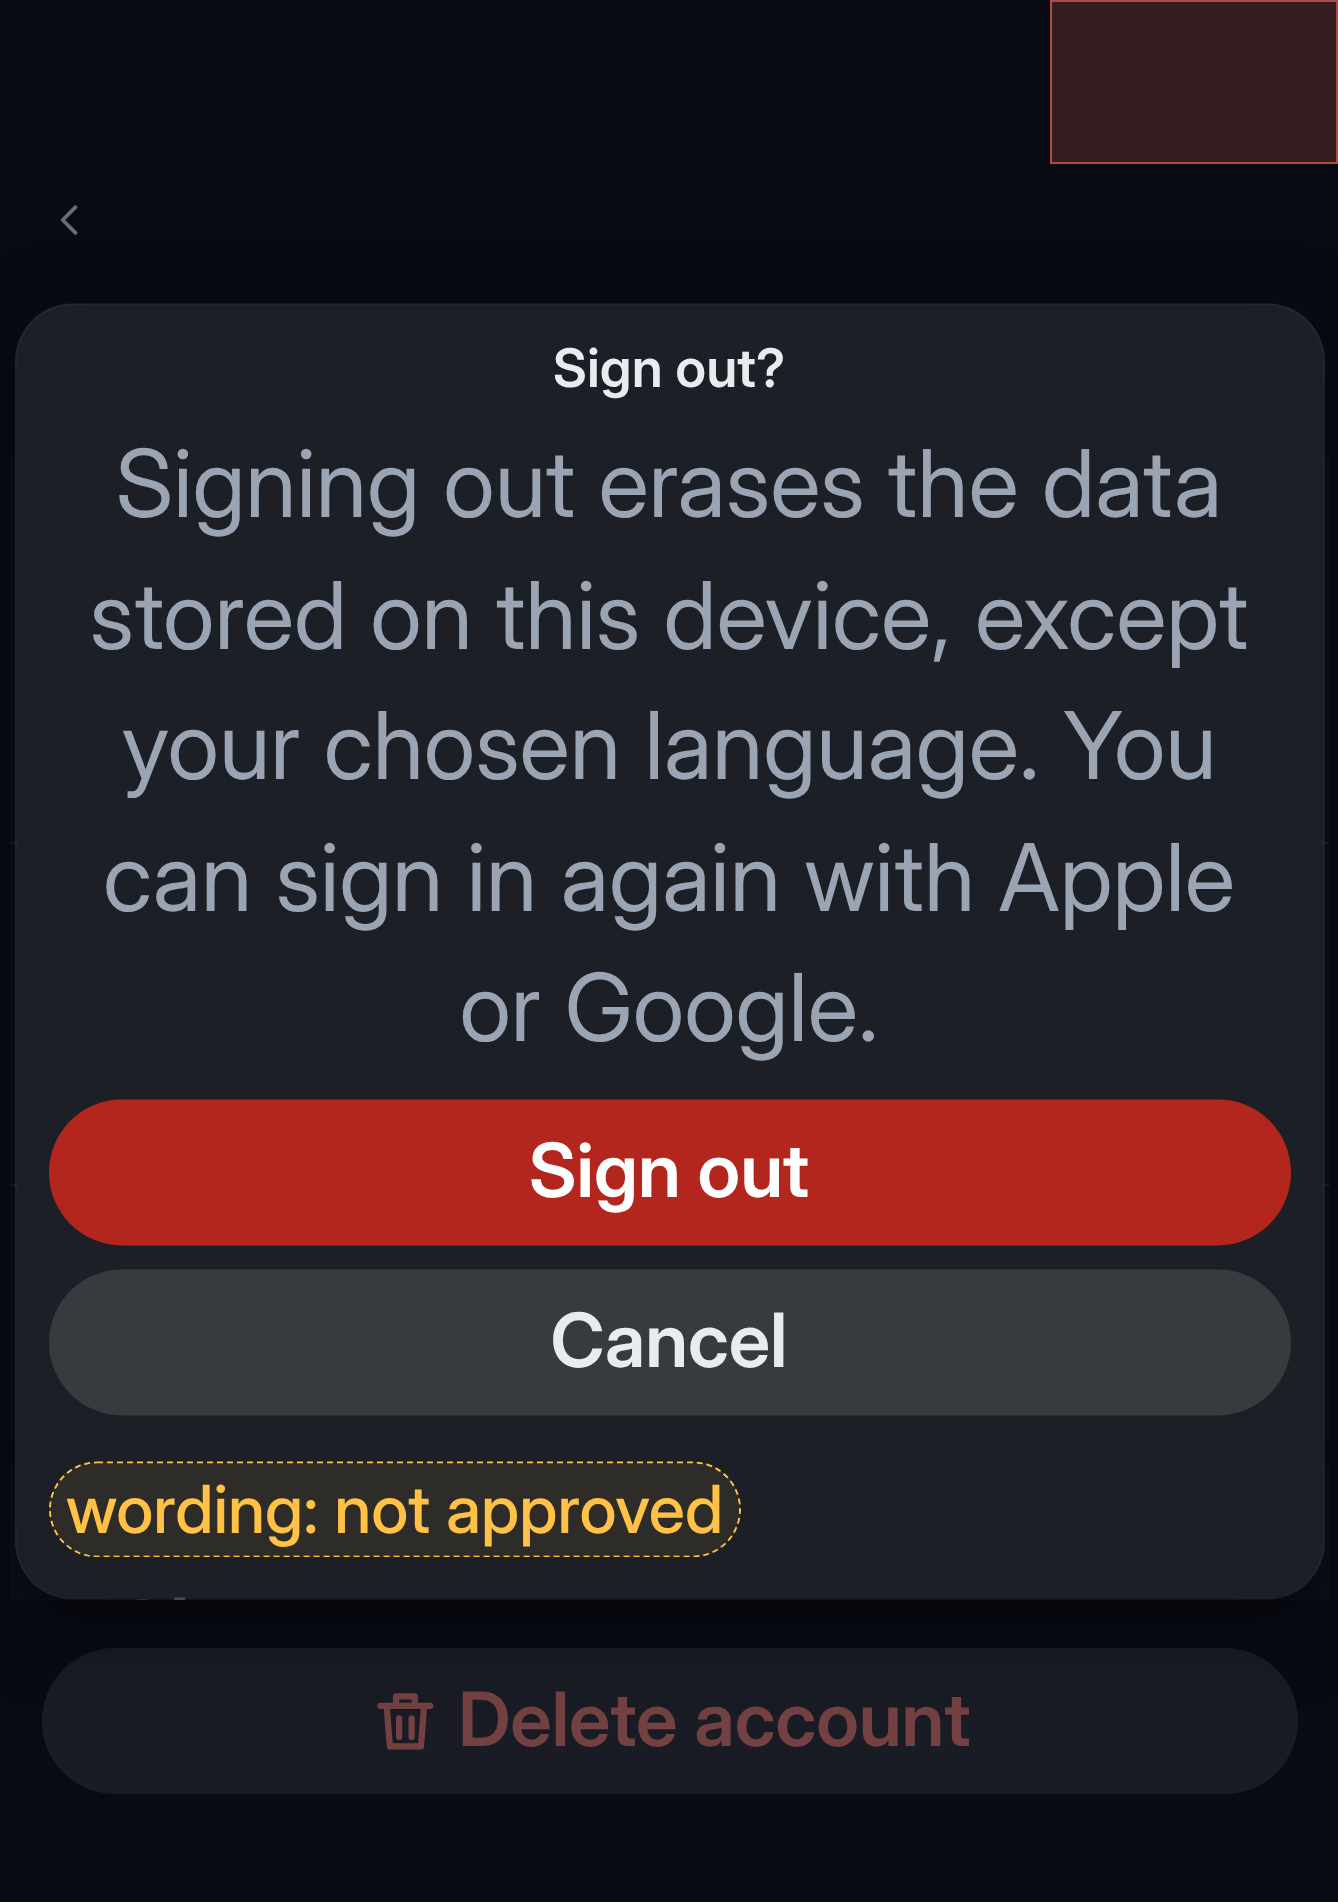 Sign out?
Signing out erases the data
stored on this device, except
your chosen language. You
can sign in again with Apple
or Google.
Sign out
Cancel
wording: not approved
Delete account